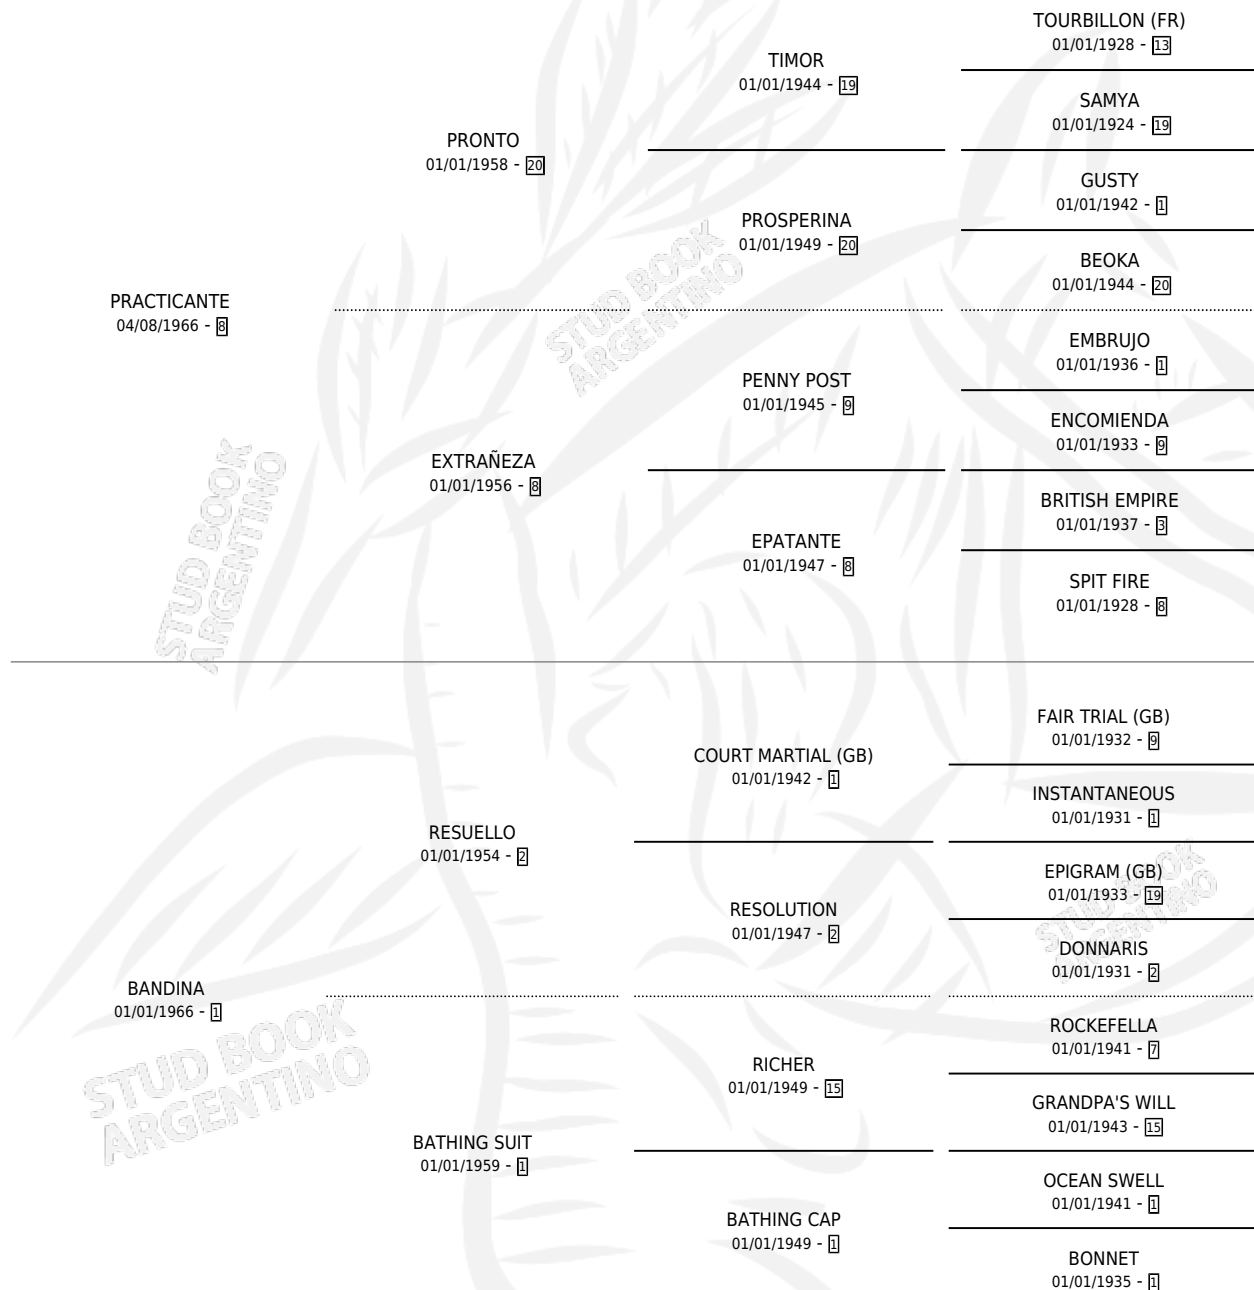 TOURBILLON (FR)
01/01/1928 - 13
TIMOR
01/01/1944 - 19
SAMYA
01/01/1924 - 19
PRONTO
01/01/1958 - 20
GUSTY
01/01/1942 - 1
PROSPERINA
01/01/1949 - 20
BEOKA
01/01/1944 - 20
PRACTICANTE
04/08/1966 - 8
EMBRUJO
01/01/1936 - 1
PENNY POST
01/01/1945 - 9
ENCOMIENDA
01/01/1933 - 9
EXTRAÑEZA
01/01/1956 - 8
BRITISH EMPIRE
01/01/1937 - 3
EPATANTE
01/01/1947 - 8
SPIT FIRE
01/01/1928 - 8
FAIR TRIAL (GB)
01/01/1932 - 9
COURT MARTIAL (GB)
01/01/1942 - 1
INSTANTANEOUS
01/01/1931 - 1
RESUELLO
01/01/1954 - 2
EPIGRAM (GB)
01/01/1933 - 19
RESOLUTION
01/01/1947 - 2
DONNARIS
01/01/1931 - 2
BANDINA
01/01/1966 - 1
ROCKEFELLA
01/01/1941 - 7
RICHER
01/01/1949 - 15
GRANDPA'S WILL
01/01/1943 - 15
BATHING SUIT
01/01/1959 - 1
OCEAN SWELL
01/01/1941 - 1
BATHING CAP
01/01/1949 - 1
BONNET
01/01/1935 - 1
STUD BOOK
ARGENTINO
STUD BOOK
ARGENTINO
STUD BOOK
ARGENTINO
STUD BOOK
ARGENTINO